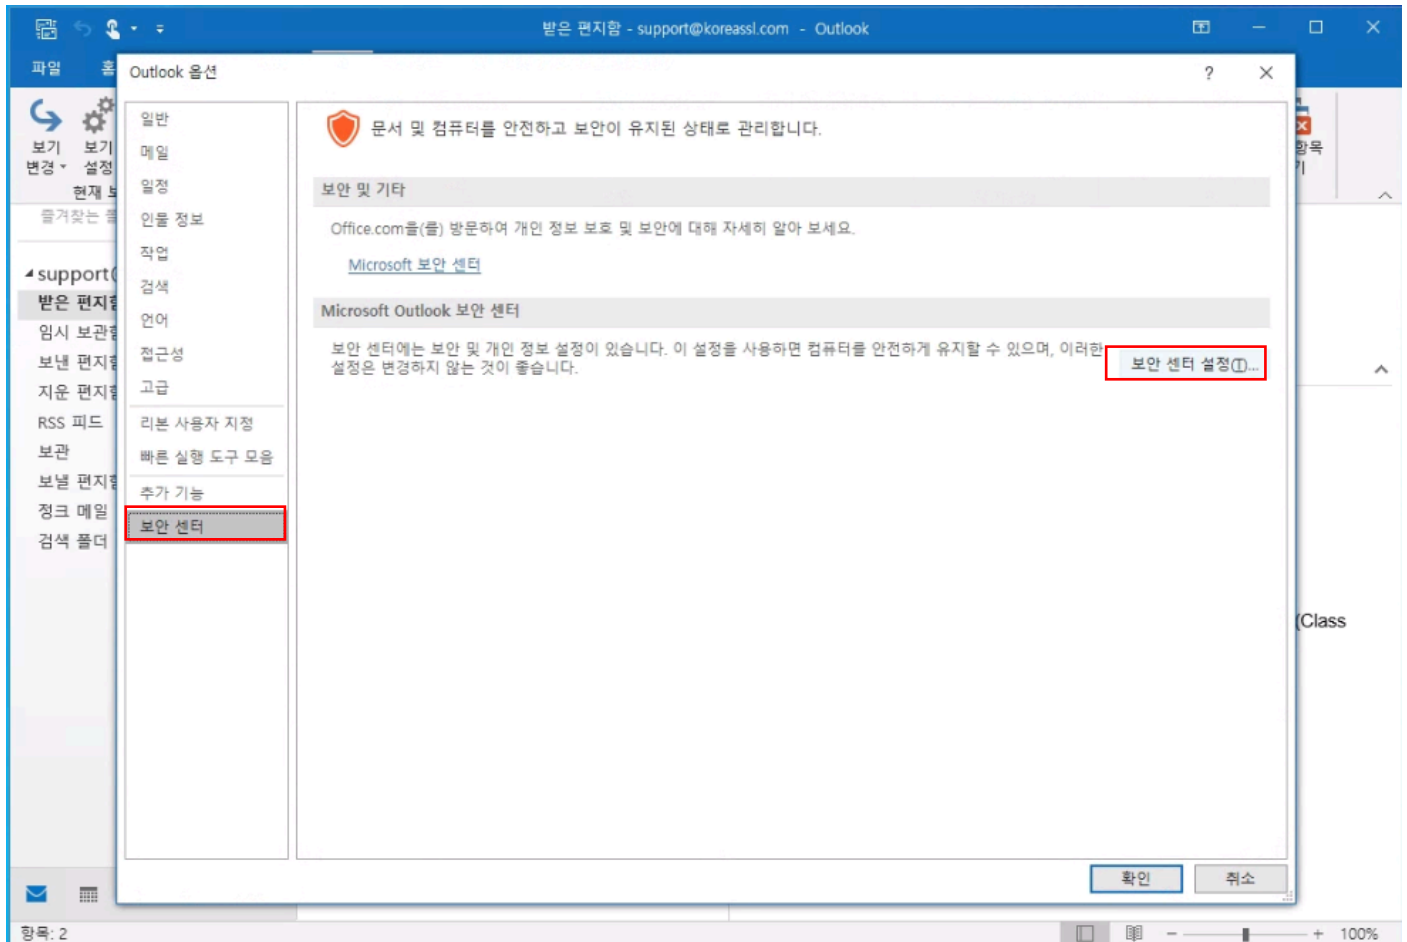 받은 편지함 - support@koreassl.com - Outlook
파일
홈
Outlook 옵션
?
보기
변경
보기
설정
현재
항목
즐겨찾는
support(
받은 편지함
임시 보관함
보낸 편지함
지운 편지함
RSS 피드
보관
보낼 편지함
정크 메일
검색 폴더
일반
메일
일정
인물 정보
작업
검색
언어
접근성
고급
리본 사용자 지정
빠른 실행 도구 모음
추가 기능
보안 센터
문서 및 컴퓨터를 안전하고 보안이 유지된 상태로 관리합니다.
보안 및 기타
Office.com을(를) 방문하여 개인 정보 보호 및 보안에 대해 자세히 알아 보세요.
Microsoft 보안 센터
Microsoft Outlook 보안 센터
보안 센터에는 보안 및 개인 정보 설정이 있습니다. 이 설정을 사용하면 컴퓨터를 안전하게 유지할 수 있으며, 이러한
설정은 변경하지 않는 것이 좋습니다.
보안 센터 설정(T)...
(Class
확인
취소
항목: 2
100%